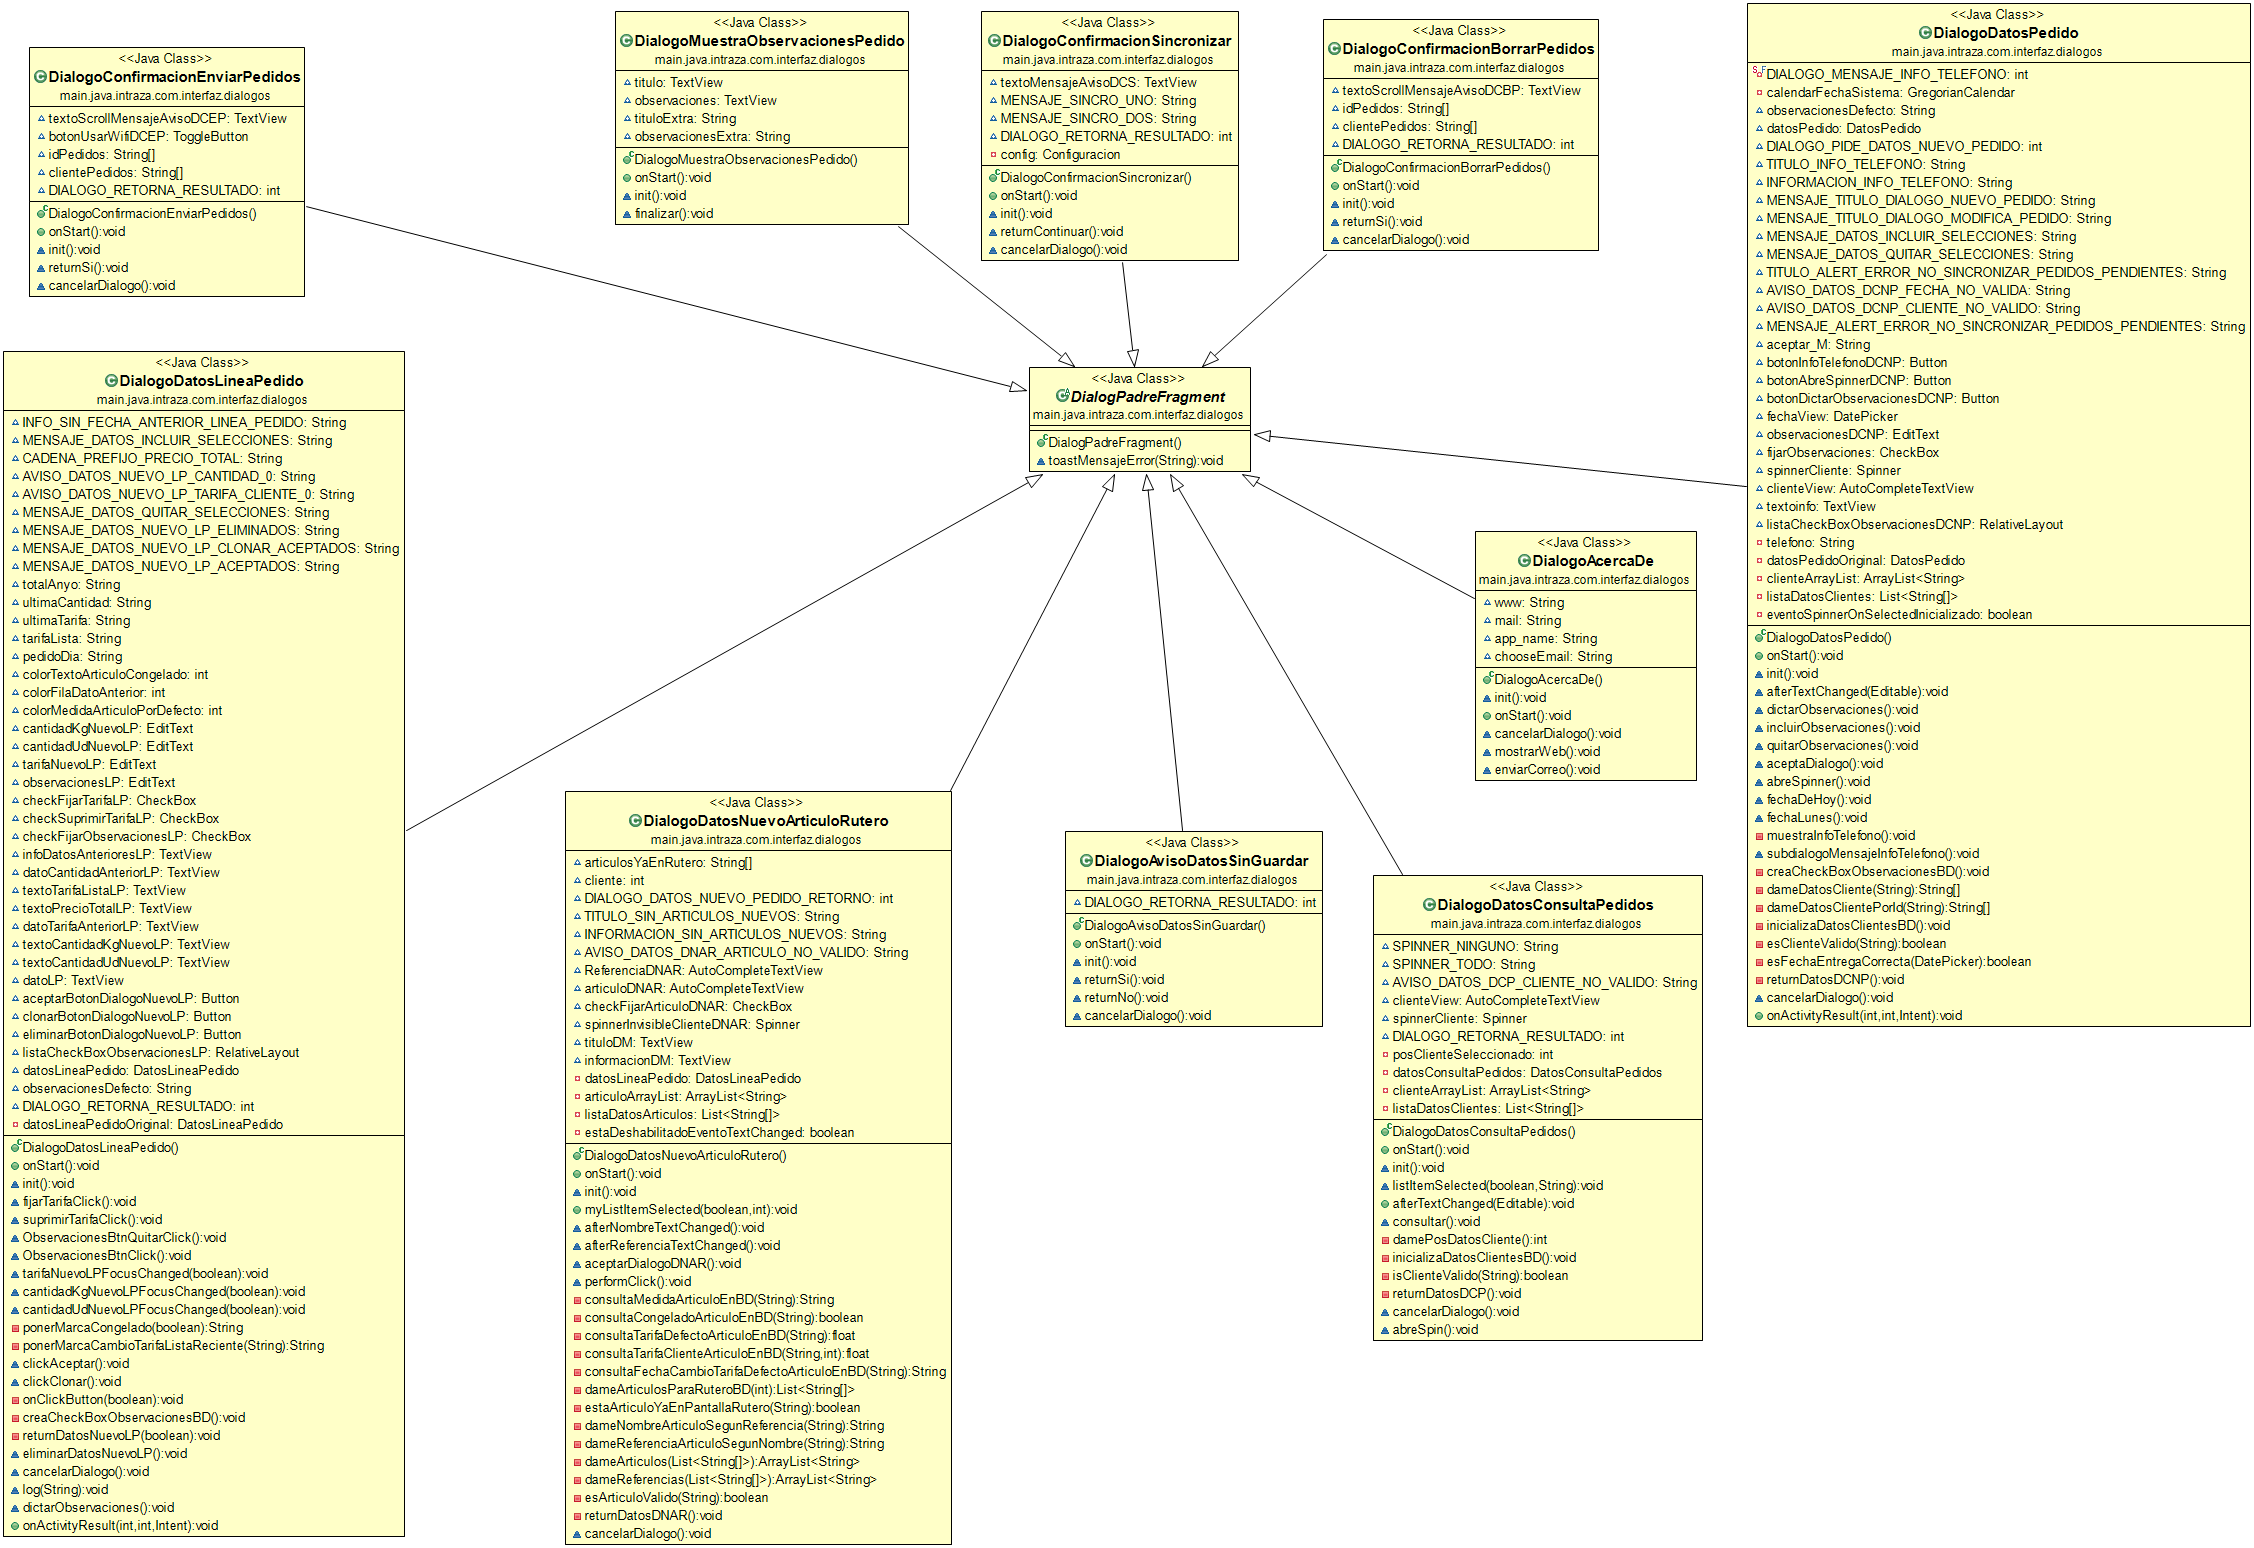 <<Java Class>>
DialogoConfirmacionEnviarPedidos
main.java.intraza.com.interfaz.dialogos
textoScrollMensajeAvisoDCEP: TextView
botonUsarWifiDCEP: ToggleButton
idPedidos: String[]
clientePedidos: String[]
DIALOGO_RETORNA_RESULTADO: int
DialogoConfirmacionEnviarPedidos()
onStart():void
init():void
returnSi():void
cancelarDialogo():void
<<Java Class>>
DialogoMuestraObservacionesPedido
main.java.intraza.com.interfaz.dialogos
titulo: TextView
observaciones: TextView
tituloExtra: String
observacionesExtra: String
DialogoMuestraObservacionesPedido()
onStart():void
init():void
finalizar():void
<<Java Class>>
DialogoConfirmacionSincronizar
main.java.intraza.com.interfaz.dialogos
textoMensajeAvisoDCS: TextView
MENSAJE_SINCRO_UNO: String
MENSAJE_SINCRO_DOS: String
DIALOGO_RETORNA_RESULTADO: int
config: Configuracion
DialogoConfirmacionSincronizar()
onStart():void
init():void
returnContinuar():void
cancelarDialogo():void
<<Java Class>>
DialogoConfirmacionBorrarPedidos
main.java.intraza.com.interfaz.dialogos
textoScrollMensajeAvisoDCBP: TextView
idPedidos: String[]
clientePedidos: String[]
DIALOGO_RETORNA_RESULTADO: int
DialogoConfirmacionBorrarPedidos()
onStart():void
init():void
returnSi():void
cancelarDialogo():void
<<Java Class>>
DialogoDatosPedido
main.java.intraza.com.interfaz.dialogos
DIALOGO_MENSAJE_INFO_TELEFONO: int
calendarFechaSistema: GregorianCalendar
observacionesDefecto: String
datosPedido: DatosPedido
DIALOGO_PIDE_DATOS_NUEVO_PEDIDO: int
TITULO_INFO_TELEFONO: String
INFORMACION_INFO_TELEFONO: String
MENSAJE_TITULO_DIALOGO_NUEVO_PEDIDO: String
MENSAJE_TITULO_DIALOGO_MODIFICA_PEDIDO: String
MENSAJE_DATOS_INCLUIR_SELECCIONES: String
MENSAJE_DATOS_QUITAR_SELECCIONES: String
TITULO_ALERT_ERROR_NO_SINCRONIZAR_PEDIDOS_PENDIENTES: String
AVISO_DATOS_DCNP_FECHA_NO_VALIDA: String
AVISO_DATOS_DCNP_CLIENTE_NO_VALIDO: String
MENSAJE_ALERT_ERROR_NO_SINCRONIZAR_PEDIDOS_PENDIENTES: String
aceptar_M: String
botonInfoTelefonoDCNP: Button
botonAbreSpinnerDCNP: Button
botonDictarObservacionesDCNP: Button
fechaView: DatePicker
observacionesDCNP: EditText
fijarObservaciones: CheckBox
spinnerCliente: Spinner
clienteView: AutoCompleteTextView
textoinfo: TextView
listaCheckBoxObservacionesDCNP: RelativeLayout
telefono: String
datosPedidoOriginal: DatosPedido
clienteArrayList: ArrayList<String>
listaDatosClientes: List<String[]>
eventoSpinnerOnSelectedInicializado: boolean
DialogoDatosPedido()
onStart():void
init():void
afterTextChanged(Editable):void
dictarObservaciones():void
incluirObservaciones():void
quitarObservaciones():void
aceptaDialogo():void
abreSpinner():void
fechaDeHoy():void
fechaLunes():void
muestraInfoTelefono():void
subdialogoMensajeInfoTelefono():void
creaCheckBoxObservacionesBD():void
dameDatosCliente(String):String[]
dameDatosClientePorId(String):String[]
inicializaDatosClientesBD():void
esClienteValido(String):boolean
esFechaEntregaCorrecta(DatePicker):boolean
returnDatosDCNP():void
cancelarDialogo():void
onActivityResult(int,int,Intent):void
<<Java Class>>
DialogoDatosLineaPedido
main.java.intraza.com.interfaz.dialogos
INFO_SIN_FECHA_ANTERIOR_LINEA_PEDIDO: String
MENSAJE_DATOS_INCLUIR_SELECCIONES: String
CADENA_PREFIJO_PRECIO_TOTAL: String
AVISO_DATOS_NUEVO_LP_CANTIDAD_0: String
AVISO_DATOS_NUEVO_LP_TARIFA_CLIENTE_0: String
MENSAJE_DATOS_QUITAR_SELECCIONES: String
MENSAJE_DATOS_NUEVO_LP_ELIMINADOS: String
MENSAJE_DATOS_NUEVO_LP_CLONAR_ACEPTADOS: String
MENSAJE_DATOS_NUEVO_LP_ACEPTADOS: String
totalAnyo: String
ultimaCantidad: String
ultimaTarifa: String
tarifaLista: String
pedidoDia: String
colorTextoArticuloCongelado: int
colorFilaDatoAnterior: int
colorMedidaArticuloPorDefecto: int
cantidadKgNuevoLP: EditText
cantidadUdNuevoLP: EditText
tarifaNuevoLP: EditText
observacionesLP: EditText
checkFijarTarifaLP: CheckBox
checkSuprimirTarifaLP: CheckBox
checkFijarObservacionesLP: CheckBox
infoDatosAnterioresLP: TextView
datoCantidadAnteriorLP: TextView
textoTarifaListaLP: TextView
textoPrecioTotalLP: TextView
datoTarifaAnteriorLP: TextView
textoCantidadKgNuevoLP: TextView
textoCantidadUdNuevoLP: TextView
datoLP: TextView
aceptarBotonDialogoNuevoLP: Button
clonarBotonDialogoNuevoLP: Button
eliminarBotonDialogoNuevoLP: Button
listaCheckBoxObservacionesLP: RelativeLayout
datosLineaPedido: DatosLineaPedido
observacionesDefecto: String
DIALOGO_RETORNA_RESULTADO: int
datosLineaPedidoOriginal: DatosLineaPedido
DialogoDatosLineaPedido()
onStart():void
init():void
fijarTarifaClick():void
suprimirTarifaClick():void
ObservacionesBtnQuitarClick():void
ObservacionesBtnClick():void
tarifaNuevoLPFocusChanged(boolean):void
cantidadKgNuevoLPFocusChanged(boolean):void
cantidadUdNuevoLPFocusChanged(boolean):void
ponerMarcaCongelado(boolean):String
ponerMarcaCambioTarifaListaReciente(String):String
clickAceptar():void
clickClonar():void
onClickButton(boolean):void
creaCheckBoxObservacionesBD():void
returnDatosNuevoLP(boolean):void
eliminarDatosNuevoLP():void
cancelarDialogo():void
log(String):void
dictarObservaciones():void
onActivityResult(int,int,Intent):void
<<Java Class>>
DialogPadreFragment
main.java.intraza.com.interfaz.dialogos
DialogPadreFragment()
toastMensajeError(String):void
<<Java Class>>
DialogoAcercaDe
main.java.intraza.com.interfaz.dialogos
www: String
mail: String
app_name: String
chooseEmail: String
DialogoAcercaDe()
init():void
onStart():void
cancelarDialogo():void
mostrarWeb():void
enviarCorreo():void
<<Java Class>>
DialogoDatosNuevoArticuloRutero
main.java.intraza.com.interfaz.dialogos
articulosYaEnRutero: String[]
cliente: int
DIALOGO_DATOS_NUEVO_PEDIDO_RETORNO: int
TITULO_SIN_ARTICULOS_NUEVOS: String
INFORMACION_SIN_ARTICULOS_NUEVOS: String
AVISO_DATOS_DNAR_ARTICULO_NO_VALIDO: String
ReferenciaDNAR: AutoCompleteTextView
articuloDNAR: AutoCompleteTextView
checkFijarArticuloDNAR: CheckBox
spinnerInvisibleClienteDNAR: Spinner
tituloDM: TextView
informacionDM: TextView
datosLineaPedido: DatosLineaPedido
articuloArrayList: ArrayList<String>
listaDatosArticulos: List<String[]>
estaDeshabilitadoEventoTextChanged: boolean
DialogoDatosNuevoArticuloRutero()
onStart():void
init():void
myListItemSelected(boolean,int):void
afterNombreTextChanged():void
afterReferenciaTextChanged():void
aceptarDialogoDNAR():void
performClick():void
consultaMedidaArticuloEnBD(String):String
consultaCongeladoArticuloEnBD(String):boolean
consultaTarifaDefectoArticuloEnBD(String):float
consultaTarifaClienteArticuloEnBD(String,int):float
consultaFechaCambioTarifaDefectoArticuloEnBD(String):String
dameArticulosParaRuteroBD(int):List<String[]>
estaArticuloYaEnPantallaRutero(String):boolean
dameNombreArticuloSegunReferencia(String):String
dameReferenciaArticuloSegunNombre(String):String
dameArticulos(List<String[]>):ArrayList<String>
dameReferencias(List<String[]>):ArrayList<String>
esArticuloValido(String):boolean
returnDatosDNAR():void
cancelarDialogo():void
<<Java Class>>
DialogoAvisoDatosSinGuardar
main.java.intraza.com.interfaz.dialogos
DIALOGO_RETORNA_RESULTADO: int
DialogoAvisoDatosSinGuardar()
onStart():void
init():void
returnSi():void
returnNo():void
cancelarDialogo():void
<<Java Class>>
DialogoDatosConsultaPedidos
main.java.intraza.com.interfaz.dialogos
SPINNER_NINGUNO: String
SPINNER_TODO: String
AVISO_DATOS_DCP_CLIENTE_NO_VALIDO: String
clienteView: AutoCompleteTextView
spinnerCliente: Spinner
DIALOGO_RETORNA_RESULTADO: int
posClienteSeleccionado: int
datosConsultaPedidos: DatosConsultaPedidos
clienteArrayList: ArrayList<String>
listaDatosClientes: List<String[]>
DialogoDatosConsultaPedidos()
onStart():void
init():void
listItemSelected(boolean,String):void
afterTextChanged(Editable):void
consultar():void
damePosDatosCliente():int
inicializaDatosClientesBD():void
isClienteValido(String):boolean
returnDatosDCP():void
cancelarDialogo():void
abreSpin():void